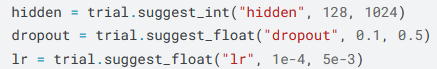 hidden = trial.suggest_int("hidden", 128, 1024)
dropout = trial.suggest_float("dropout", 0.1, 0.5)
lr = trial.suggest_float("lr", 1e-4, 5e-3)